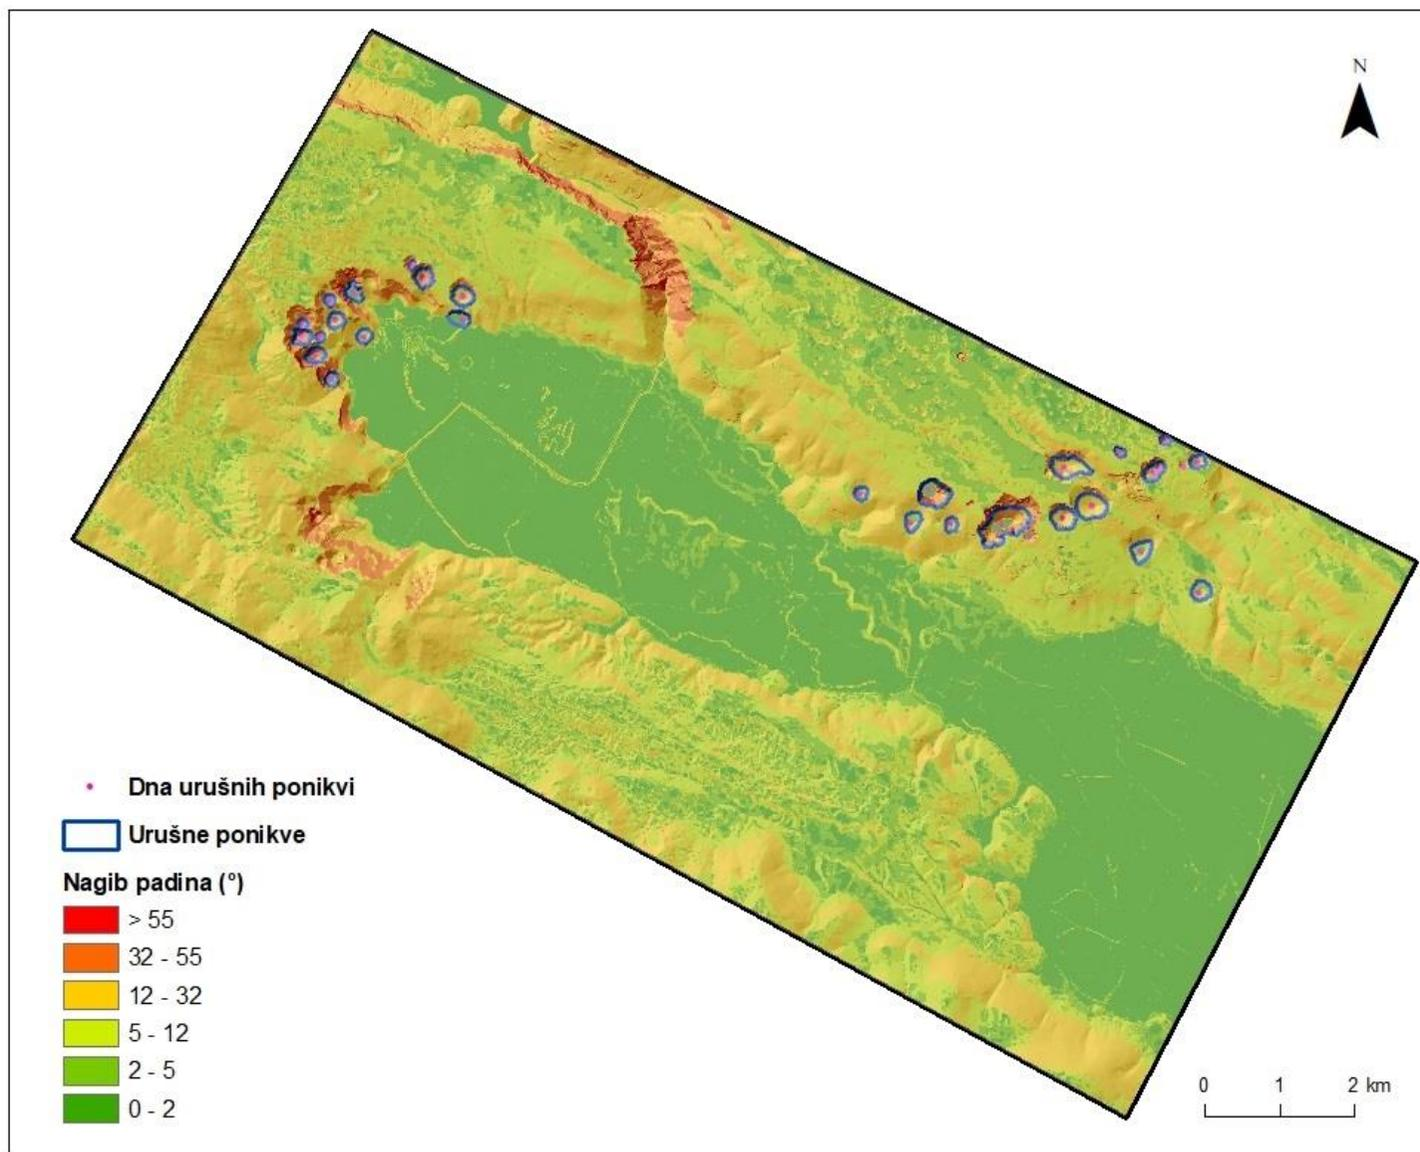 N
Dna urušnih ponikvi
Urušne ponikve
Nagib padina (°)
> 55
32 - 55
12 - 32
5 - 12
2 - 5
0 - 2
0 1 2 km